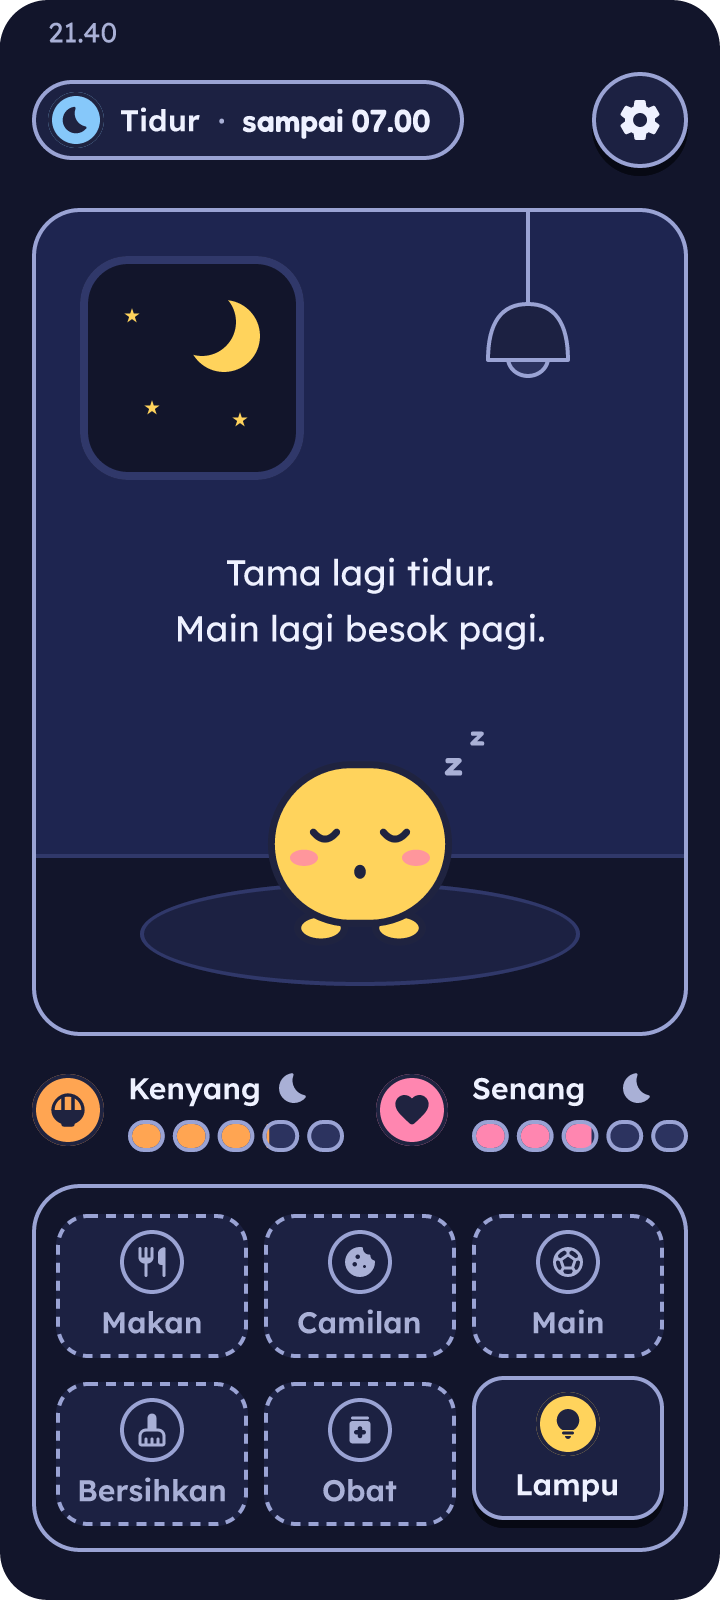 21.40
Tidur · sampai 07.00
Tama lagi tidur.
Main lagi besok pagi.
z
z
Kenyang
Senang
Makan
Camilan
Main
Bersihkan
Obat
Lampu